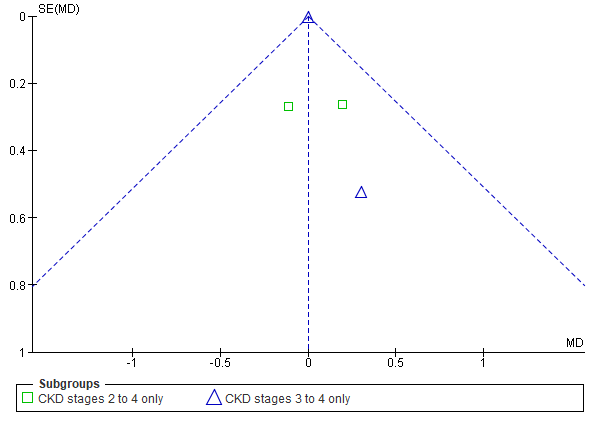 SE(MD)
0
0.2
0.4
0.6
0.8
1
MD
-1
-0.5
0
0.5
1
Subgroups
CKD stages 2 to 4 only
CKD stages 3 to 4 only